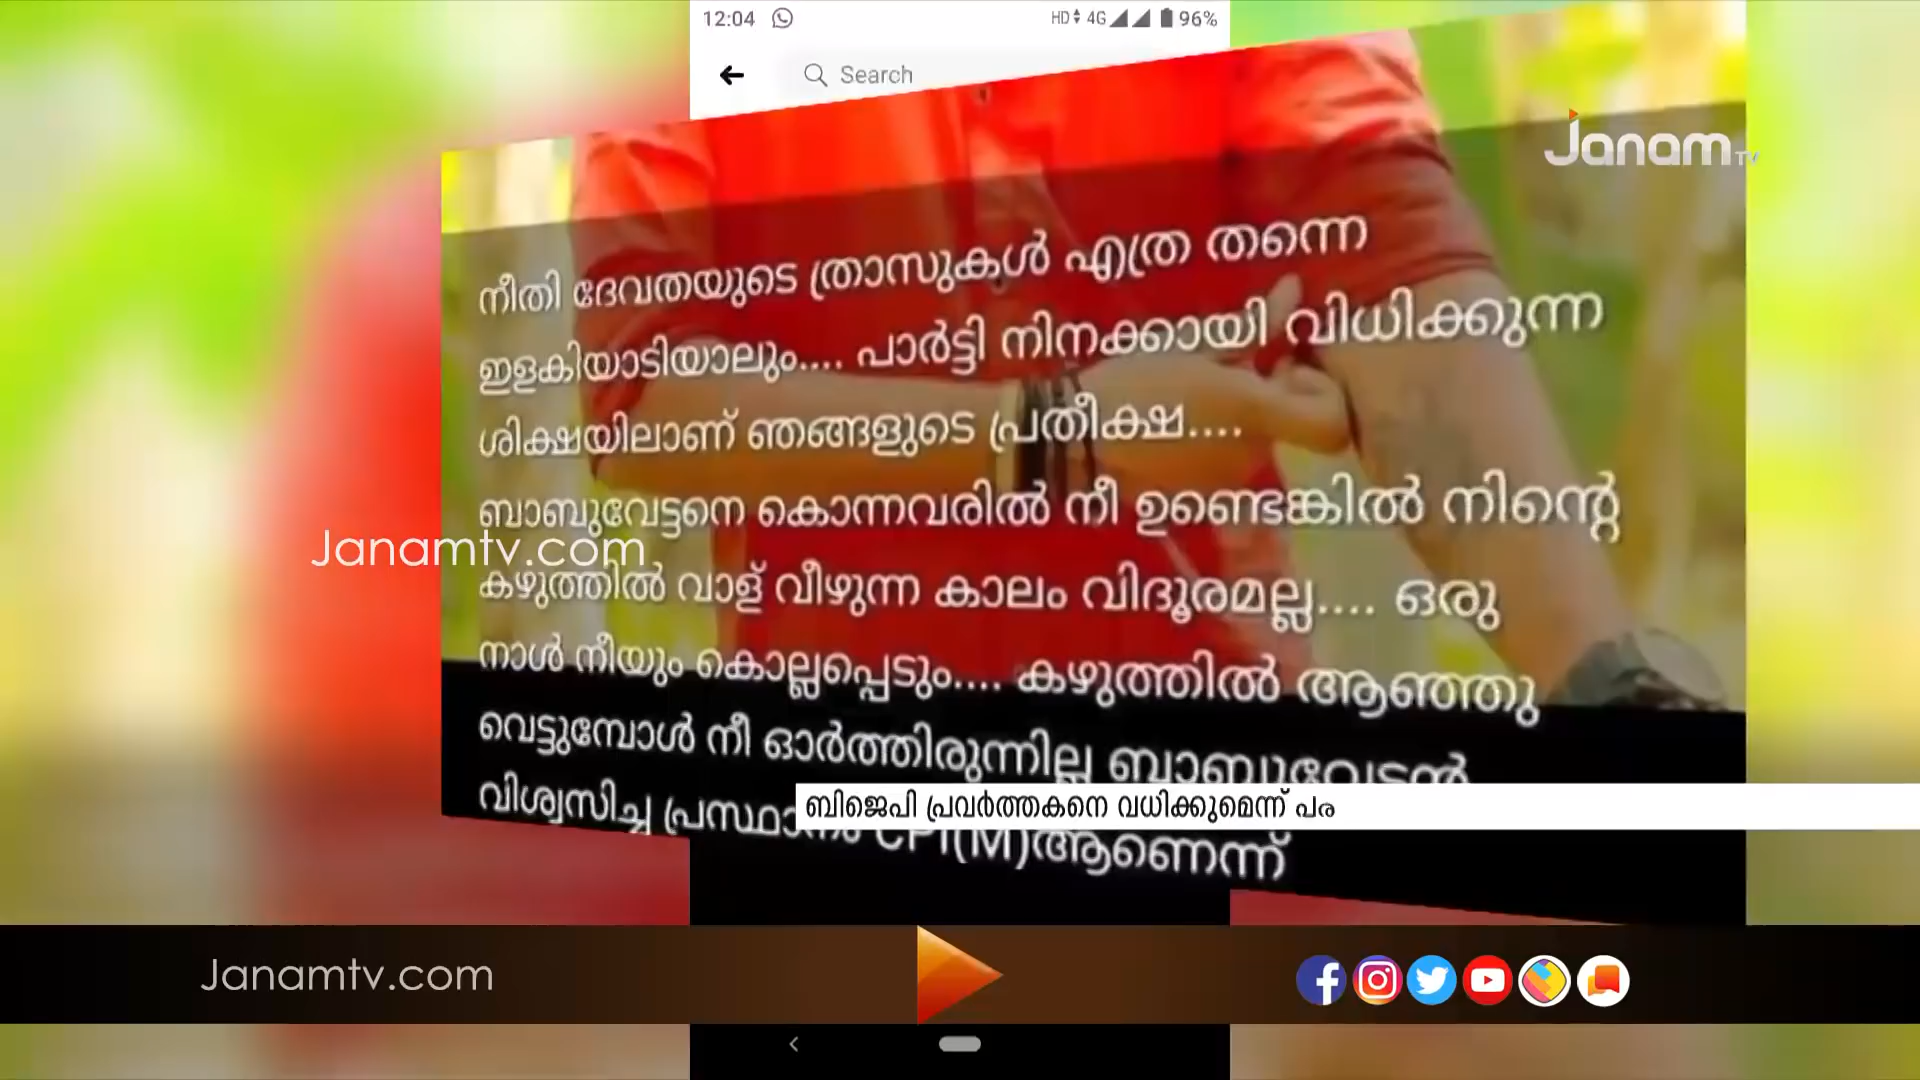 12:04
HD 4G 96%
Search
Janam TV
നീതി ദേവതയുടെ ത്രാസുകൾ എത്ര തന്നെ
ഇളകിയാടിയാലും.... പാർട്ടി നിനക്കായി വിധിക്കുന്ന
ശിക്ഷയിലാണ് ഞങ്ങളുടെ പ്രതീക്ഷ....
ബാബുവേട്ടനെ കൊന്നവരിൽ നീ ഉണ്ടെങ്കിൽ നിന്റെ
Janamtv.com
കഴുത്തിൽ വാള് വീഴുന്ന കാലം വിദൂരമല്ല.... ഒരു
നാൾ നീയും കൊല്ലപ്പെടും.... കഴുത്തിൽ ആഞ്ഞു
വെട്ടുമ്പോൾ നീ ഓർത്തിരുന്നില്ല ബാബുവേട്ടൻ
വിശ്വസിച്ച പ്രസ്ഥാനം CPI(M)ആണെന്ന്
ബിജെപി പ്രവർത്തകനെ വധിക്കുമെന്ന് പര
Janamtv.com